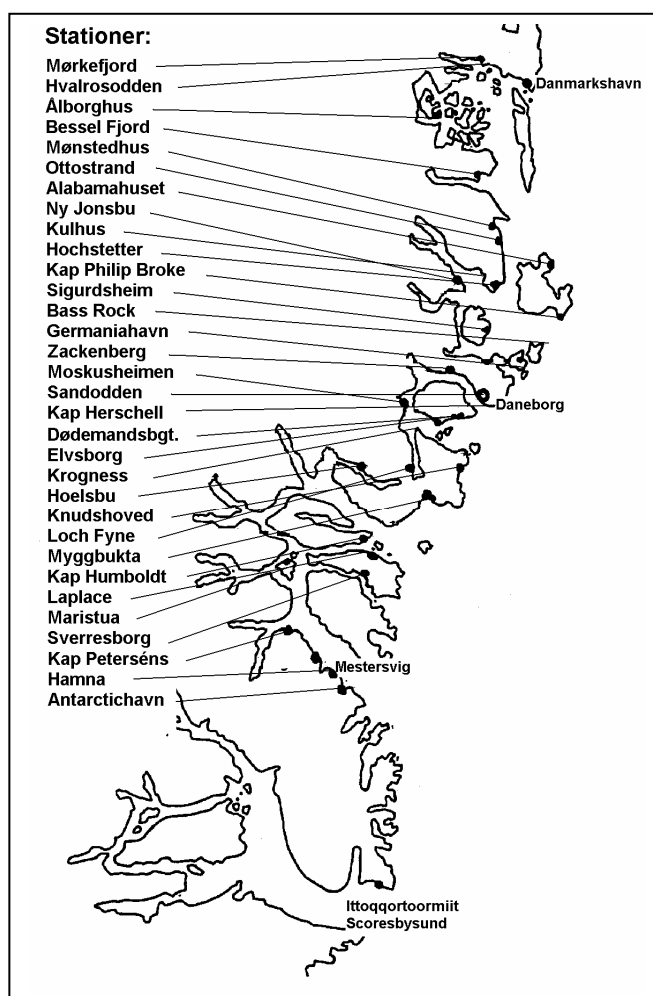 Stationer:
Mørkefjord
Hvalrosodden
Ålborghus
Bessel Fjord
Mønstedhus
Ottostrand
Alabamahuset
Ny Jonsbu
Kulhus
Hochstetter
Kap Philip Broke
Sigurdsheim
Bass Rock
Germaniahavn
Zackenberg
Moskusheimen
Sandodden
Kap Herschell
Dødemandsbgt.
Elvsborg
Krogness
Hoelsbu
Knudshoved
Loch Fyne
Myggbukta
Kap Humboldt
Laplace
Maristua
Sverresborg
Kap Peterséns
Hamna
Antarctichavn
Danmarkshavn
Daneborg
Mestersvig
Ittoqqortoormiit
Scoresbysund